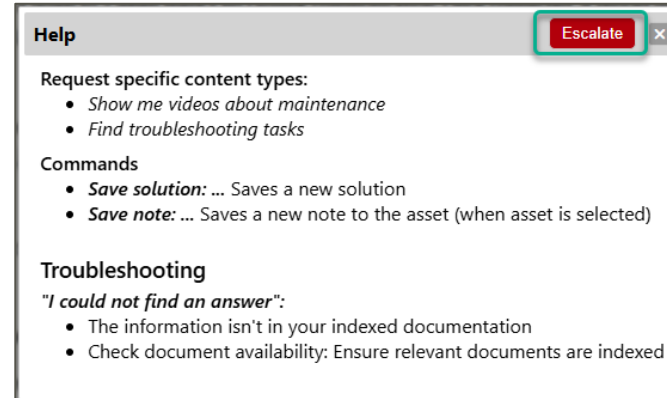 Help Escalate ×
Request specific content types:
• Show me videos about maintenance
• Find troubleshooting tasks
Commands
• Save solution: ... Saves a new solution
• Save note: ... Saves a new note to the asset (when asset is selected)
Troubleshooting
"I could not find an answer":
• The information isn't in your indexed documentation
• Check document availability: Ensure relevant documents are indexed